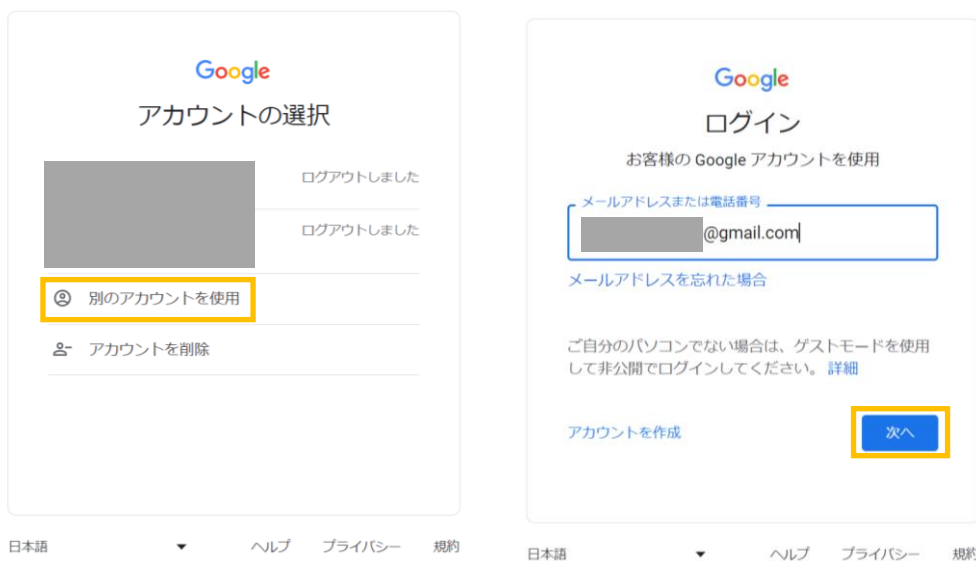 Google
アカウントの選択
ログアウトしました
ログアウトしました
別のアカウントを使用
アカウントを削除
日本語
ヘルプ
プライバシー
規約
Google
ログイン
お客様の Google アカウントを使用
メールアドレスまたは電話番号
@gmail.com
メールアドレスを忘れた場合
ご自分のパソコンでない場合は、ゲストモードを使用
して非公開でログインしてください。 詳細
アカウントを作成
次へ
日本語
ヘルプ
プライバシー
規約